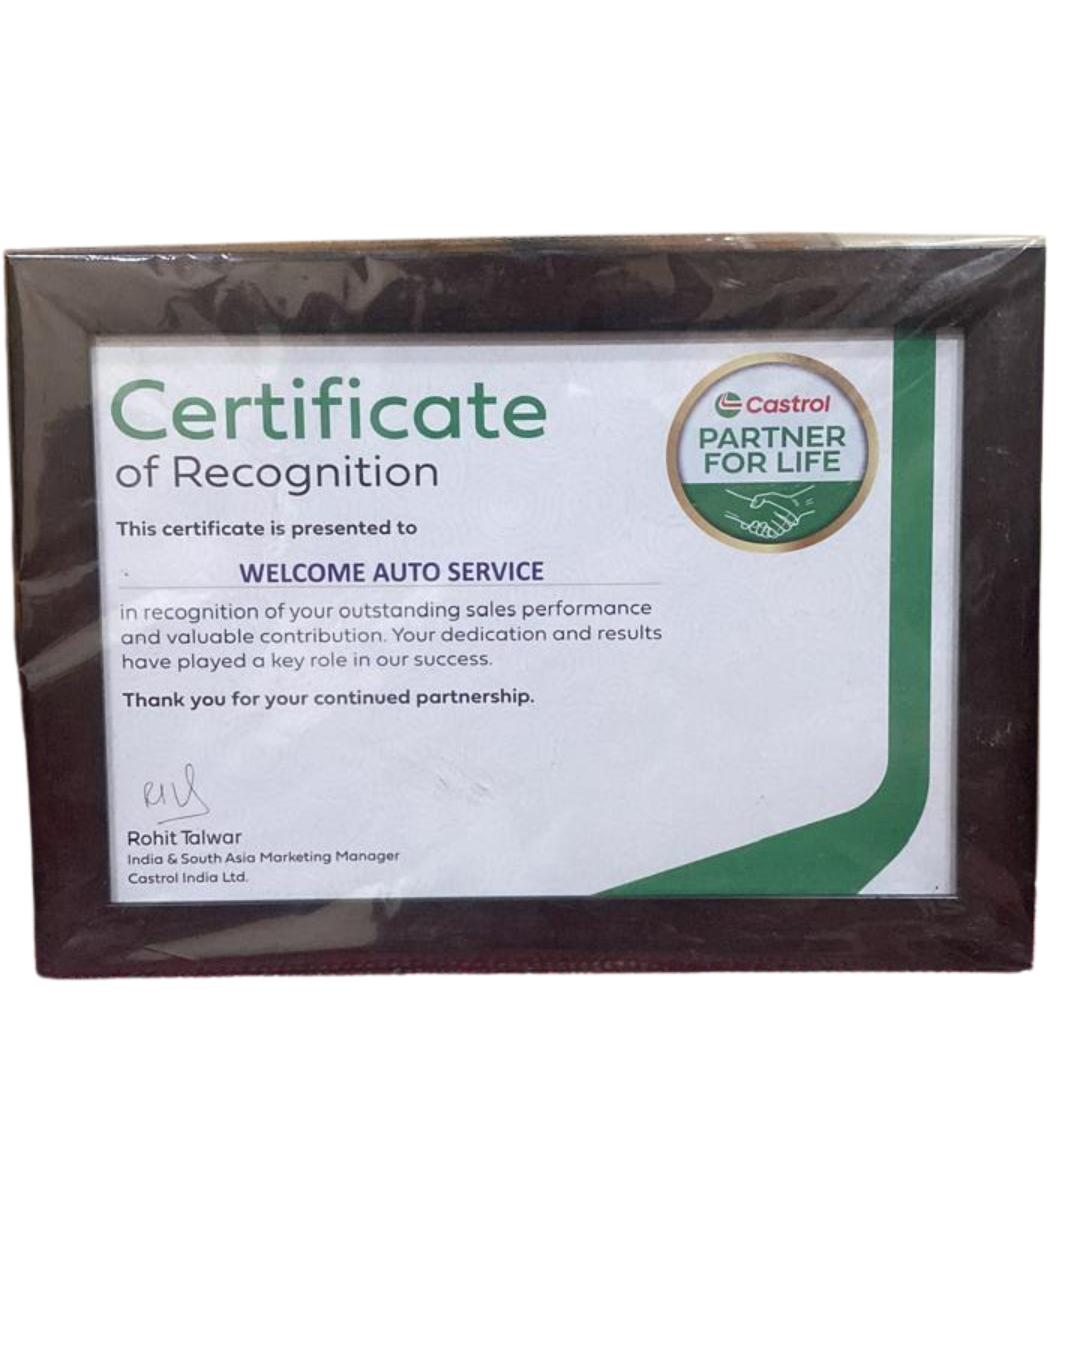 Certificate
of Recognition
Castrol
PARTNER
FOR LIFE
This certificate is presented to
WELCOME AUTO SERVICE
in recognition of your outstanding sales performance
and valuable contribution. Your dedication and results
have played a key role in our success.
Thank you for your continued partnership.
Rohit Talwar
India & South Asia Marketing Manager
Castrol India Ltd.